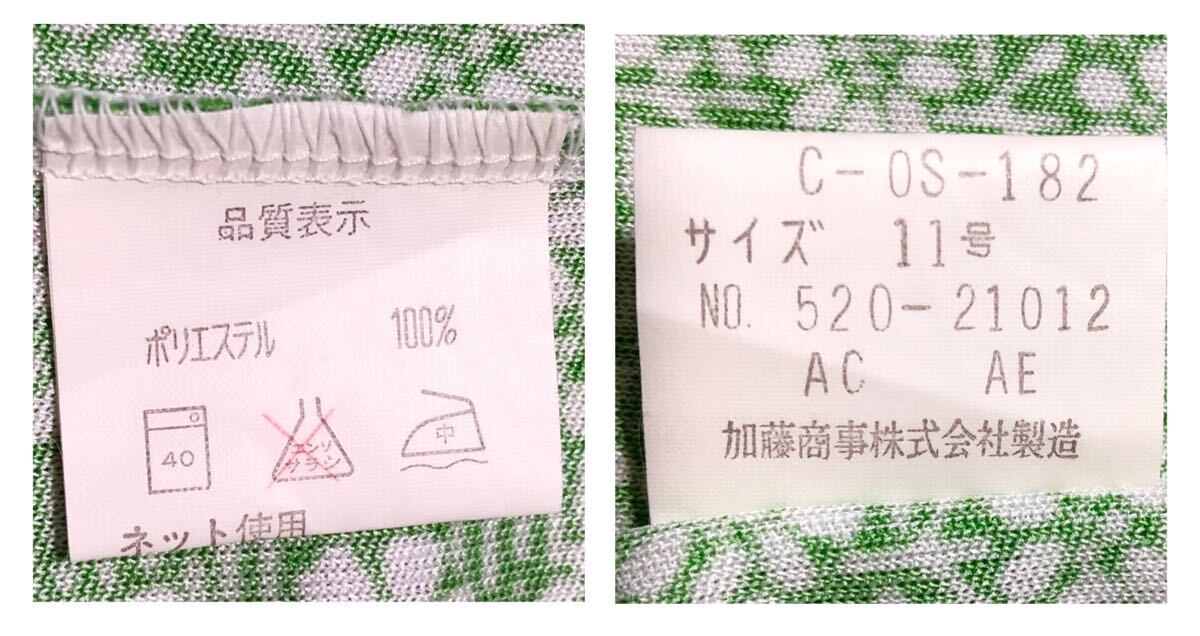 品質表示
ポリエステル 100%
40
エンソ
サラシ
中
ネット使用
C-OS-182
サイズ 11号
NO. 520-21012
AC AE
加藤商事株式会社製造